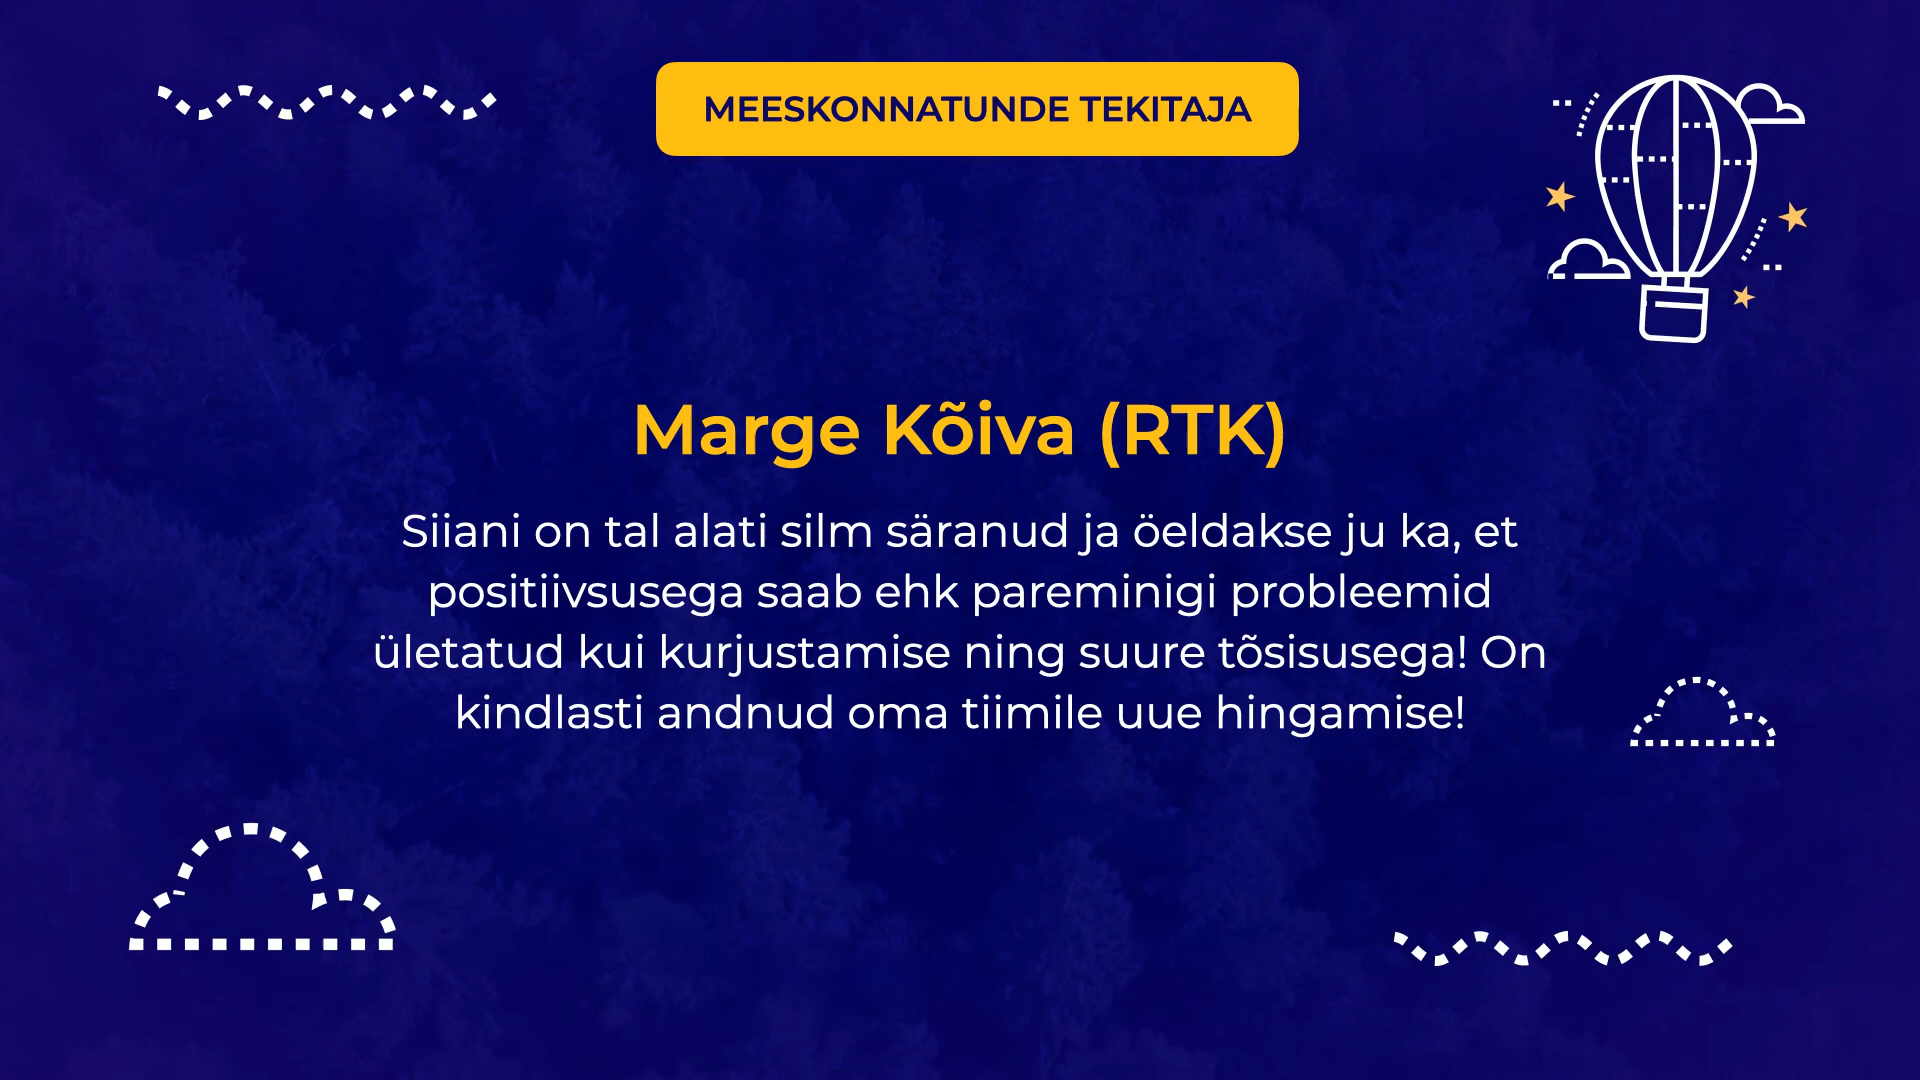 MEESKONNATUNDE TEKITAJA
Marge Kõiva (RTK)
Siiani on tal alati silm säranud ja öeldakse ju ka, et
positiivsusega saab ehk pareminigi probleemid
ületatud kui kurjustamise ning suure tõsisusega! On
kindlasti andnud oma tiimile uue hingamise!